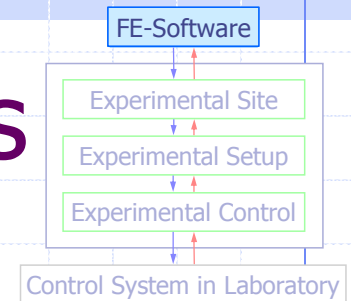 FE-Software
Experimental Site
s
Experimental Setup
Experimental Control
Control System in Laboratory